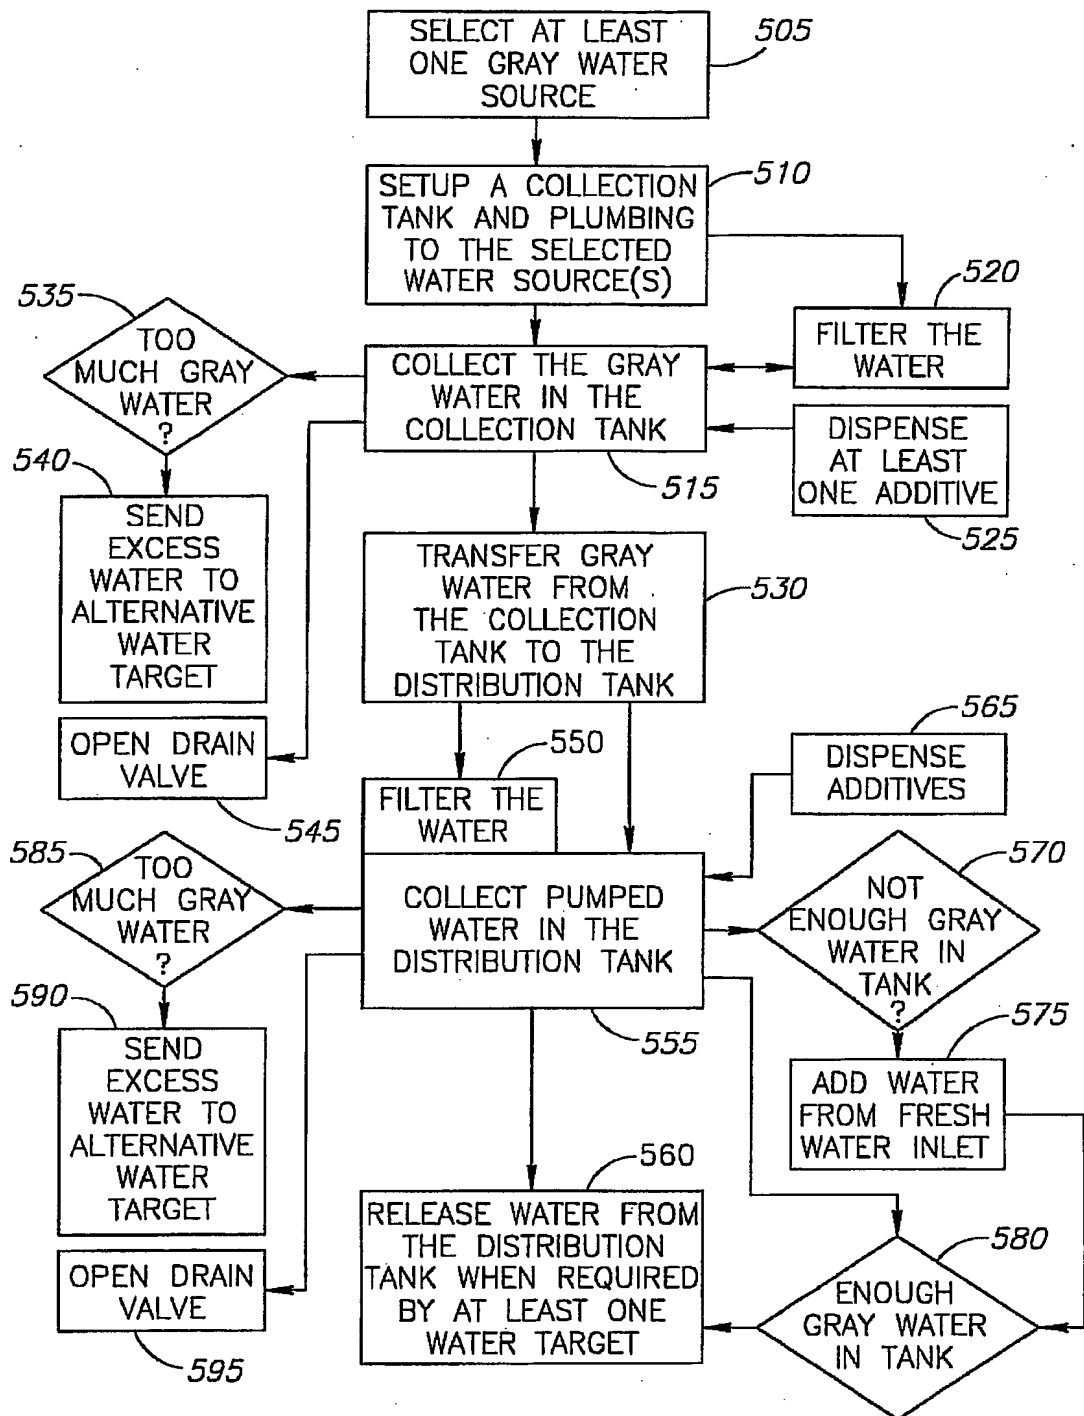 SELECT AT LEAST
ONE GRAY WATER
SOURCE
505
SETUP A COLLECTION
TANK AND PLUMBING
TO THE SELECTED
WATER SOURCE(S)
510
520
FILTER THE
WATER
535
TOO
MUCH GRAY
WATER
?
COLLECT THE GRAY
WATER IN THE
COLLECTION TANK
515
DISPENSE
AT LEAST
ONE ADDITIVE
525
540
SEND
EXCESS
WATER TO
ALTERNATIVE
WATER
TARGET
TRANSFER GRAY
WATER FROM
THE COLLECTION
TANK TO THE
DISTRIBUTION TANK
530
OPEN DRAIN
VALVE
545
550
FILTER THE
WATER
565
DISPENSE
ADDITIVES
585
TOO
MUCH GRAY
WATER
?
COLLECT PUMPED
WATER IN THE
DISTRIBUTION TANK
555
570
NOT
ENOUGH GRAY
WATER IN
TANK
?
575
ADD WATER
FROM FRESH
WATER INLET
590
SEND
EXCESS
WATER TO
ALTERNATIVE
WATER
TARGET
560
RELEASE WATER FROM
THE DISTRIBUTION
TANK WHEN REQUIRED
BY AT LEAST ONE
WATER TARGET
580
ENOUGH
GRAY WATER
IN TANK
OPEN DRAIN
VALVE
595